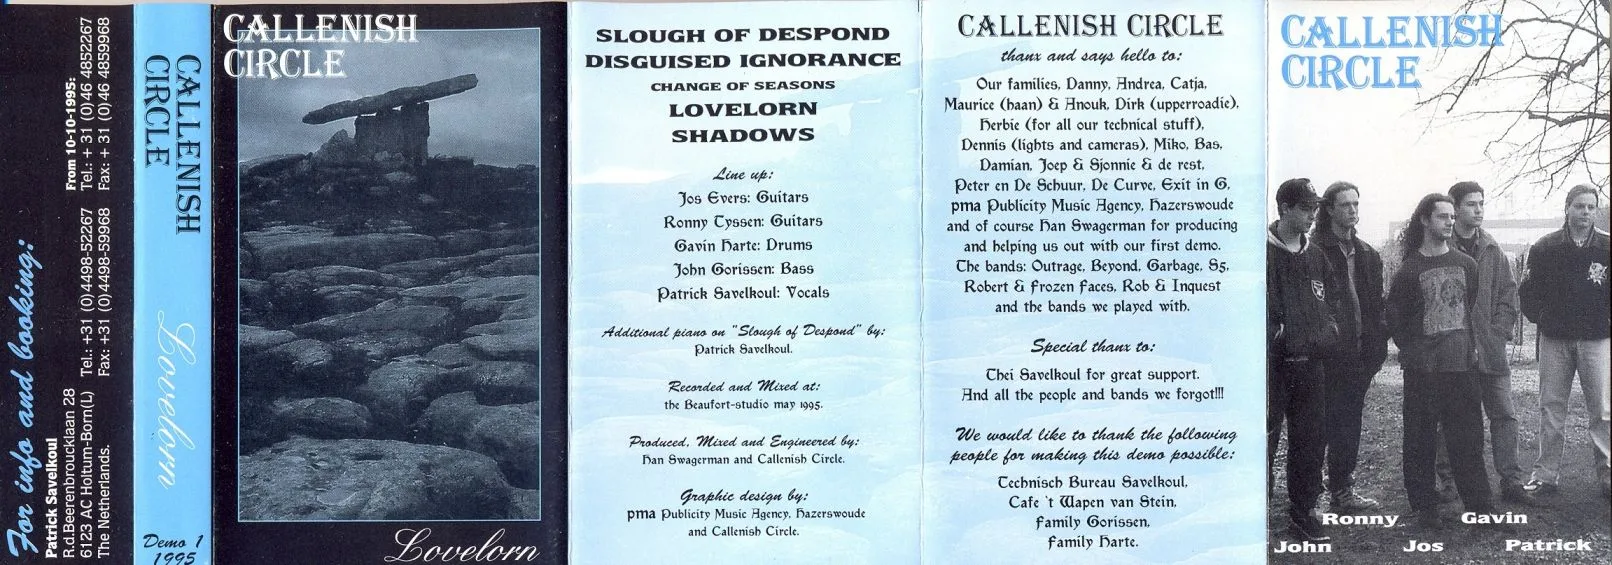 For info and booking:
Patrick Savelkoul
R.d.Beerenbroucklaan 28
6123 AC Holtum-Born(L)
The Netherlands.
Tel.: +31 (0)4498-52267
Fax: + 31 (0)4498-59968
From 10-10-1995:
Tel.: + 31 (0)46 4852267
Fax: + 31 (0)46 4859968
CALLENISH
CIRCLE
Lovelorn
Demo 1
1995
CALLENISH
CIRCLE
Lovelorn
SLOUGH OF DESPOND
DISGUISED IGNORANCE
CHANGE OF SEASONS
LOVELORN
SHADOWS
Line up:
Jos Evers: Guitars
Ronny Tyssen: Guitars
Gavin Harte: Drums
John Gorissen: Bass
Patrick Savelkoul: Vocals
Additional piano on "Slough of Despond" by:
Patrick Savelkoul.
Recorded and Mixed at:
the Beaufort-studio may 1995.
Produced, Mixed and Engineered by:
Han Swagerman and Callenish Circle.
Graphic design by:
pma Publicity Music Agency, Hazerswoude
and Callenish Circle.
CALLENISH CIRCLE
thanx and says hello to:
Our families, Danny, Andrea, Catja,
Maurice (haan) & Anouk, Dirk (upperroadie),
Herbie (for all our technical stuff),
Dennis (lights and cameras), Miko, Bas,
Damian, Joep & Sjonnie & de rest,
Peter en De Schuur, De Curve, Exit in G,
pma Publicity Music Agency, Hazerswoude
and of course Han Swagerman for producing
and helping us out with our first demo.
The bands: Outrage, Beyond, Garbage, S5,
Robert & Frozen Faces, Rob & Inquest
and the bands we played with.
Special thanx to:
Thei Savelkoul for great support.
And all the people and bands we forgot!!!
We would like to thank the following
people for making this demo possible:
Technisch Bureau Savelkoul,
Cafe 't Wapen van Stein,
Family Gorissen,
Family Harte.
CALLENISH
CIRCLE
Ronny Gavin
John Jos Patrick